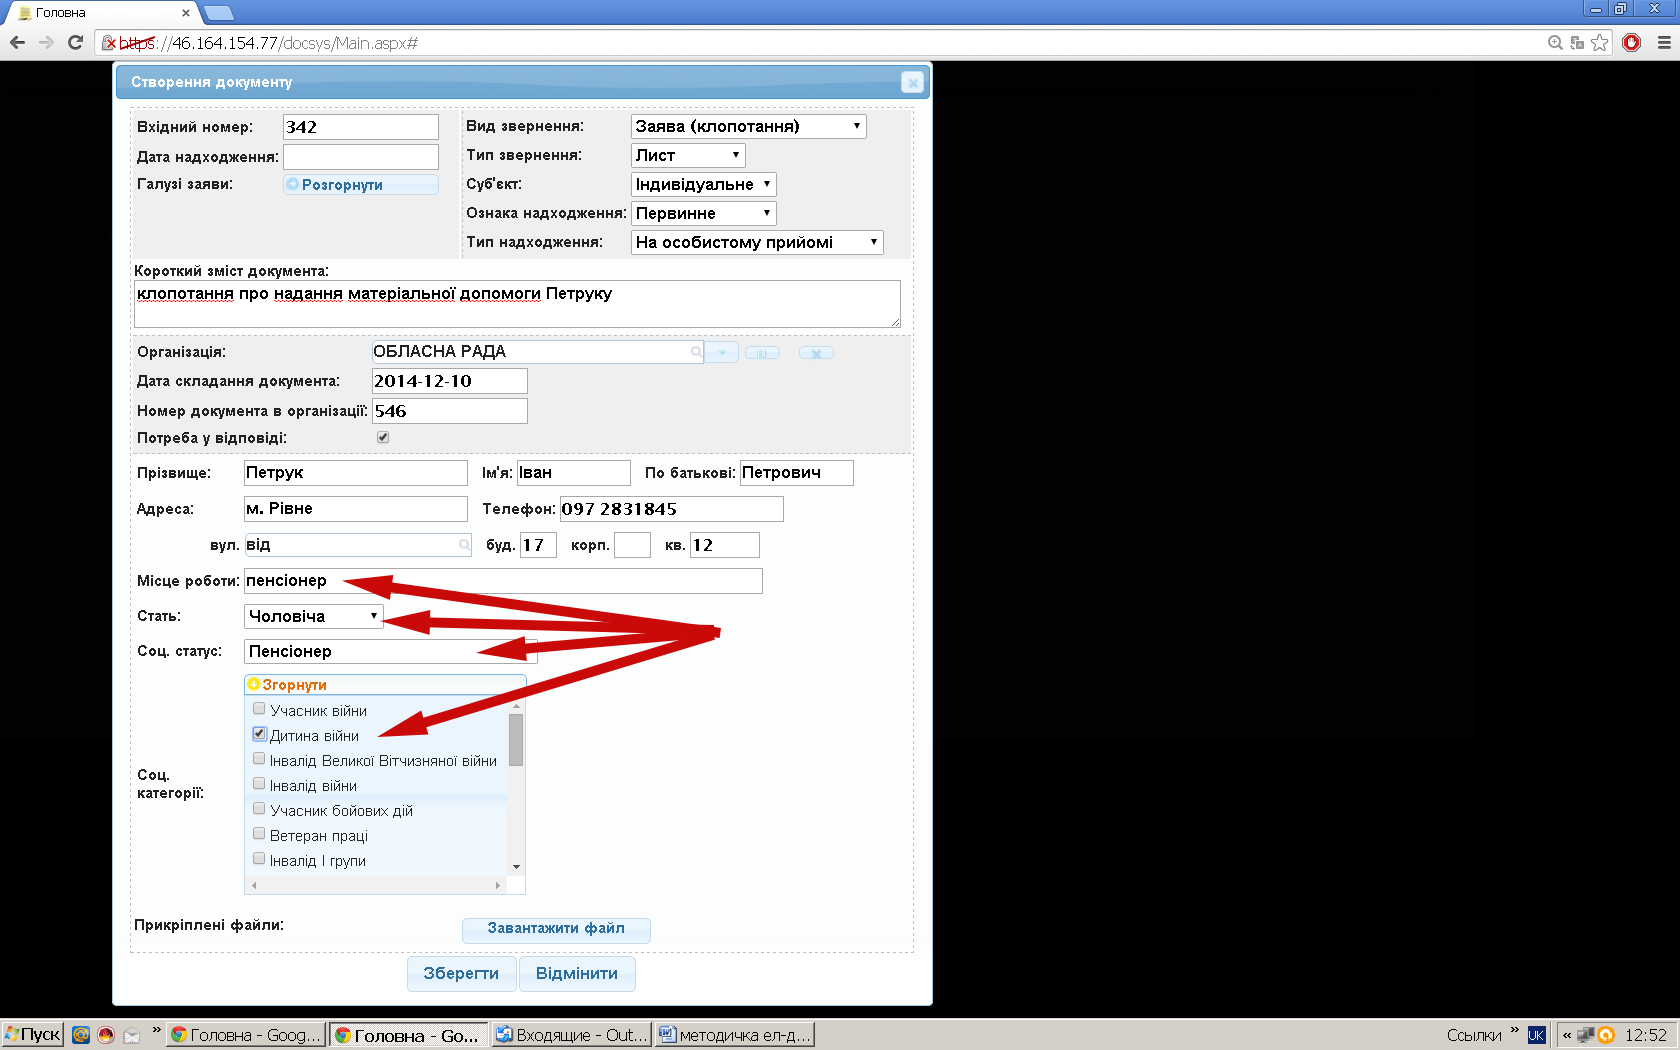 Головна
https://46.164.154.77/docsys/Main.aspx#
Створення документу
Вхідний номер: 342
Дата надходження:
Галузі заяви: Розгорнути
Вид звернення: Заява (клопотання)
Тип звернення: Лист
Суб'єкт: Індивідуальне
Ознака надходження: Первинне
Тип надходження: На особистому прийомі
Короткий зміст документа:
клопотання про надання матеріальної допомоги Петруку
Організація: ОБЛАСНА РАДА
Дата складання документа: 2014-12-10
Номер документа в організації: 546
Потреба у відповіді:
Прізвище: Петрук Ім'я: Іван По батькові: Петрович
Адреса: м. Рівне Телефон: 097 2831845
вул. від буд. 17 корп. кв. 12
Місце роботи: пенсіонер
Стать: Чоловіча
Соц. статус: Пенсіонер
Згорнути
Учасник війни
Дитина війни
Інвалід Великої Вітчизняної війни
Інвалід війни
Учасник бойових дій
Ветеран праці
Інвалід I групи
Соц.
категорії:
Прикріплені файли: Завантажити файл
Зберегти Відмінити
Пуск » Головна - Goog... Головна - Go... Входящие - Out... методичка ел-д... Ссылки » UK « 12:52